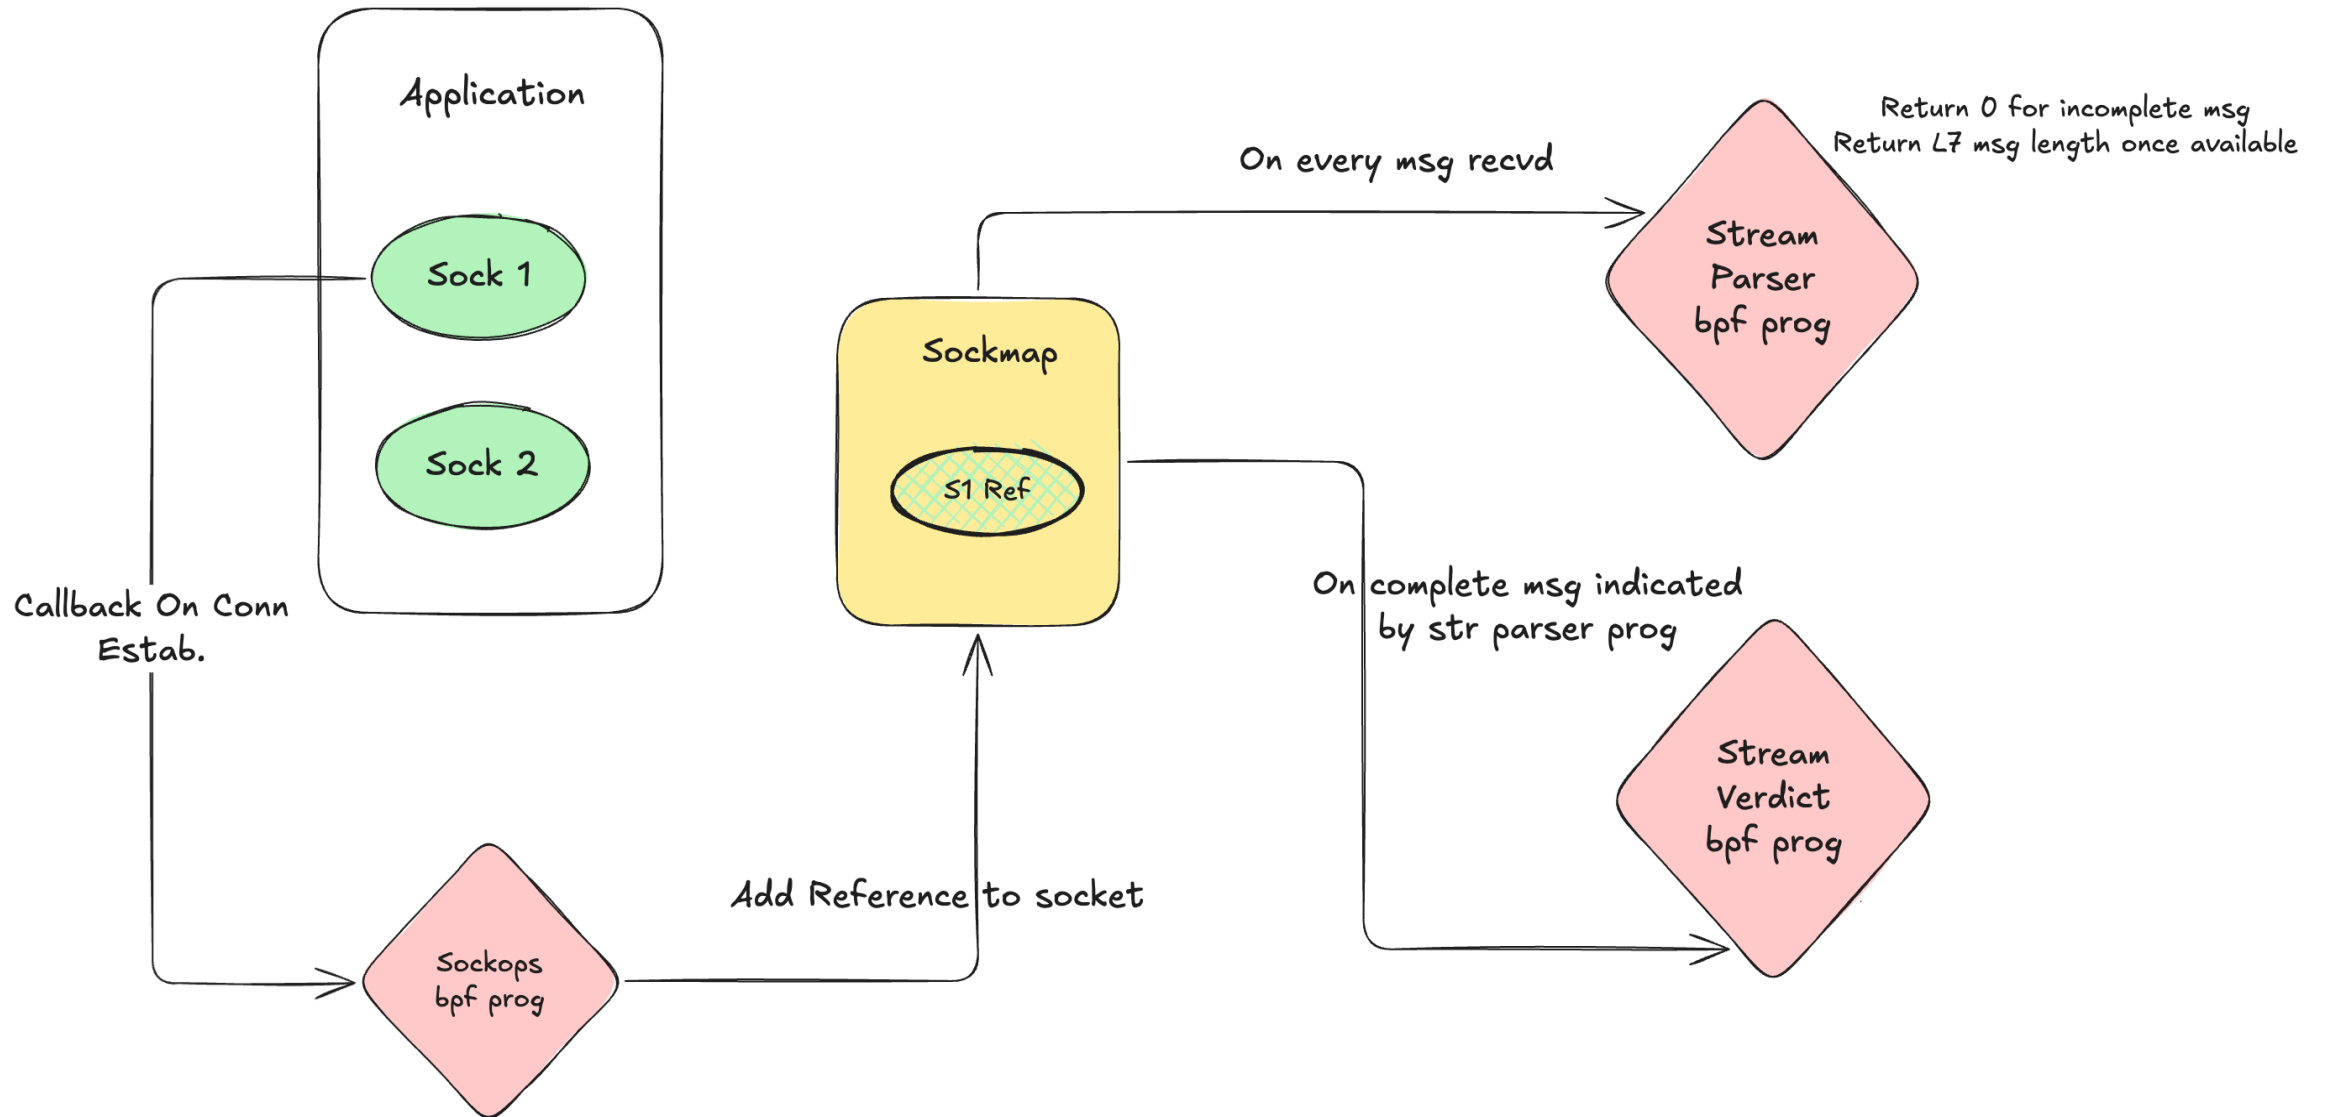 Application
Sock 1
Sock 2
Callback On Conn
Estab.
Sockops
bpf prog
Add Reference to socket
Sockmap
S1 Ref
On every msg recvd
Return 0 for incomplete msg
Return L7 msg length once available
Stream
Parser
bpf prog
On complete msg indicated
by str parser prog
Stream
Verdict
bpf prog